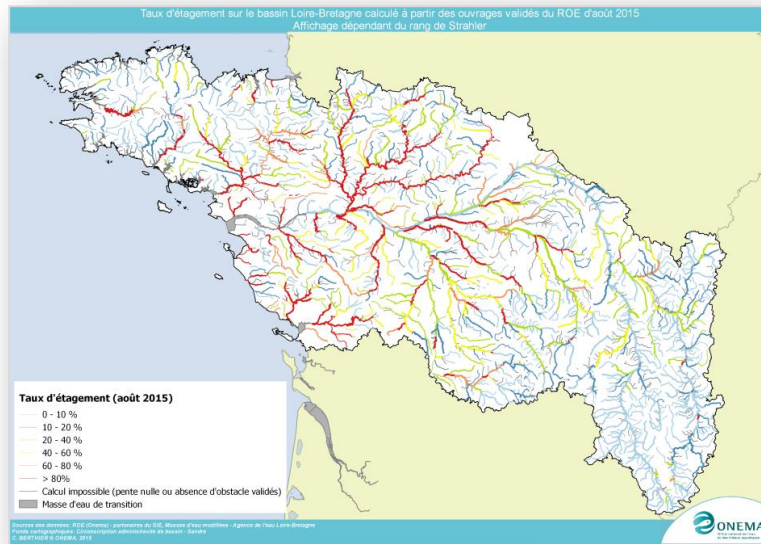 Taux d'étagement sur le bassin Loire-Bretagne calculé à partir des ouvrages validés du ROE d'août 2015
Affichage dépendant du rang de Strahler
Taux d'étagement (août 2015)
0 - 10 %
10 - 20 %
20 - 40 %
40 - 60 %
60 - 80 %
> 80%
Calcul impossible (pente nulle ou absence d'obstacle validés)
Masse d'eau de transition
Sources des données: ROE (Onema) - partenaires du SIE, Masses d'eau modifiées - Agence de l'eau Loire-Bretagne
Fonds cartographiques: Circonscription administrative de bassin - Sandre
C. BERTHIER © ONEMA, 2015
ONEMA